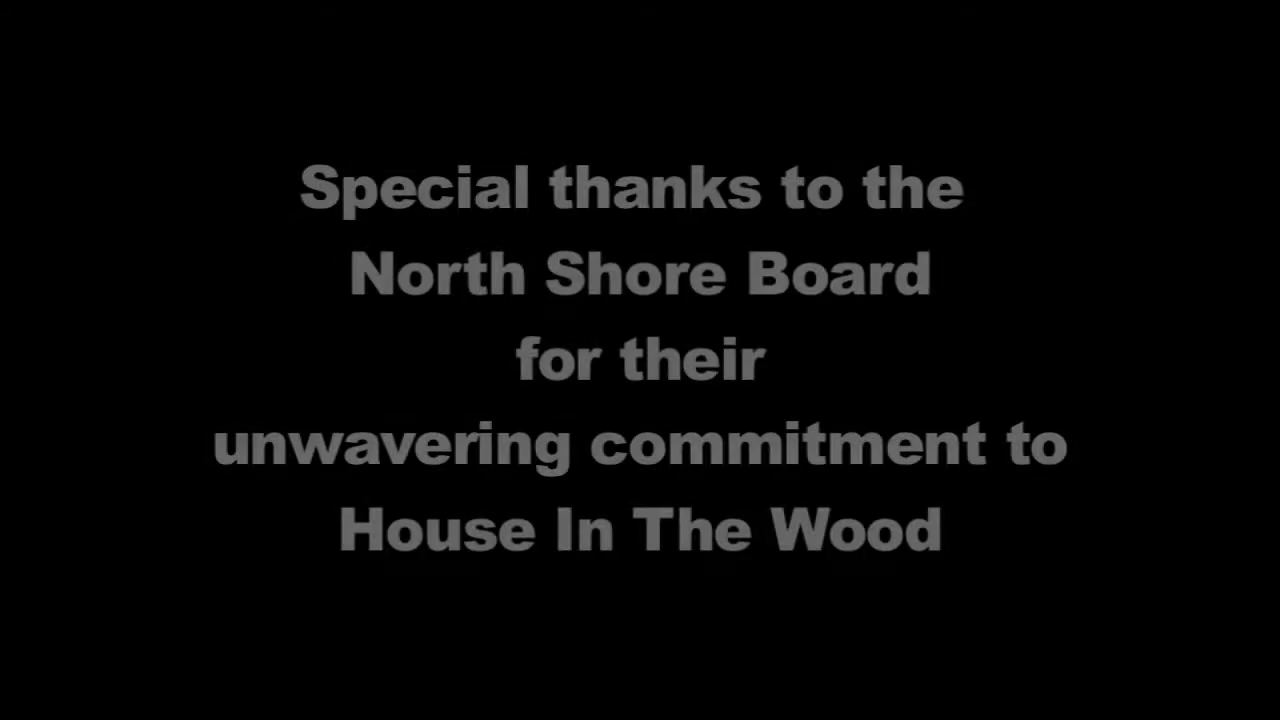 Special thanks to the
North Shore Board
for their
unwavering commitment to
House In The Wood